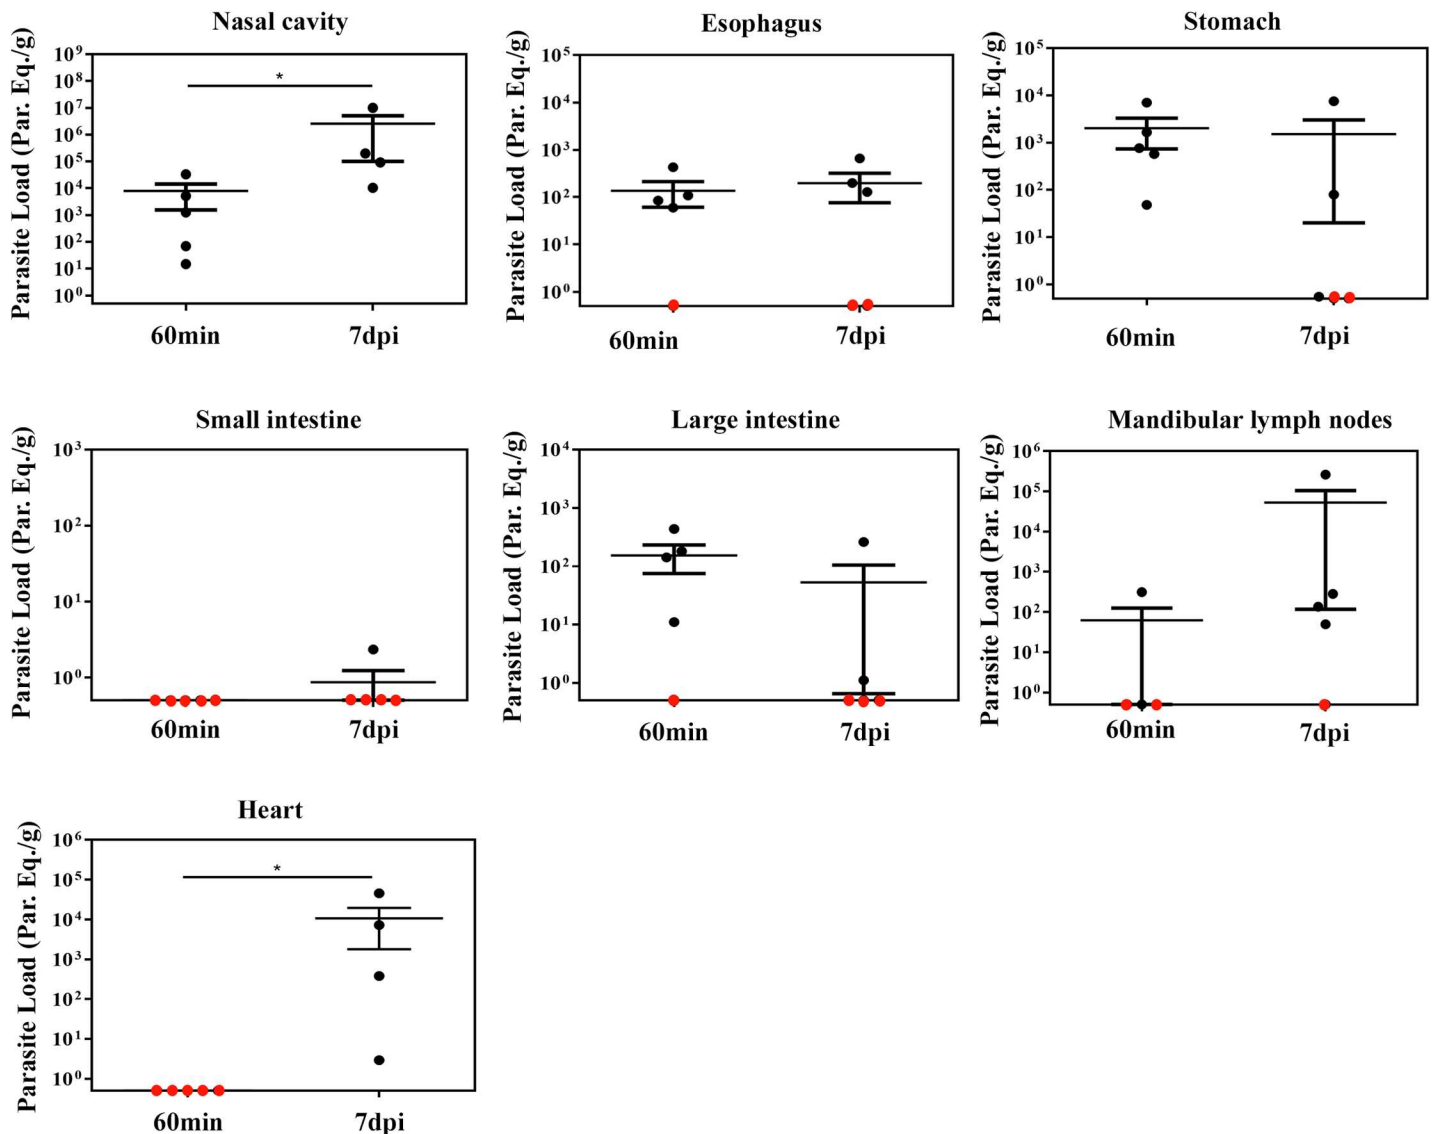 Nasal cavity
Parasite Load (Par. Eq./g)
10⁹
10⁸
10⁷
10⁶
10⁵
10⁴
10³
10²
10¹
10⁰
*
60min
7dpi
Esophagus
Parasite Load (Par. Eq./g)
10⁵
10⁴
10³
10²
10¹
10⁰
60min
7dpi
Stomach
Parasite Load (Par. Eq./g)
10⁵
10⁴
10³
10²
10¹
10⁰
60min
7dpi
Small intestine
Parasite Load (Par. Eq./g)
10³
10²
10¹
10⁰
60min
7dpi
Large intestine
Parasite Load (Par. Eq./g)
10⁴
10³
10²
10¹
10⁰
60min
7dpi
Mandibular lymph nodes
Parasite Load (Par. Eq./g)
10⁶
10⁵
10⁴
10³
10²
10¹
10⁰
60min
7dpi
Heart
Parasite Load (Par. Eq./g)
10⁶
10⁵
10⁴
10³
10²
10¹
10⁰
*
60min
7dpi